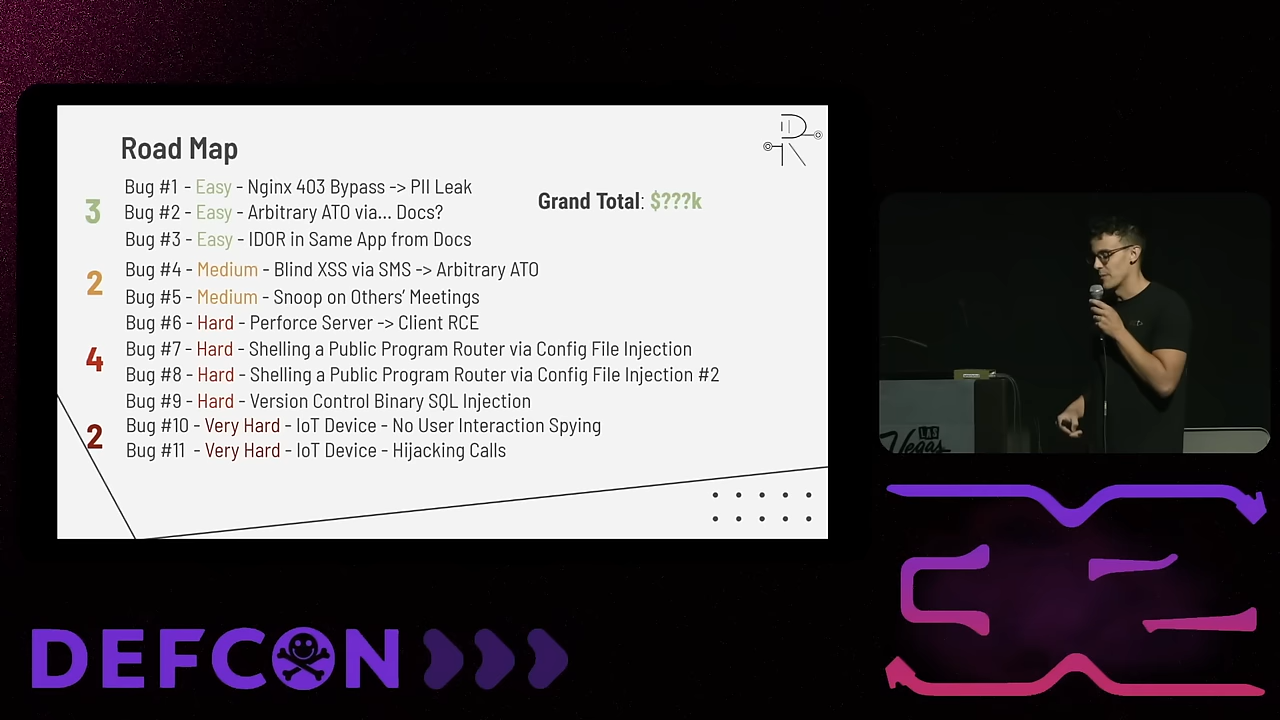 Road Map
Bug #1 - Easy - Nginx 403 Bypass -> PII Leak
Bug #2 - Easy - Arbitrary ATO via... Docs?
Bug #3 - Easy - IDOR in Same App from Docs
Bug #4 - Medium - Blind XSS via SMS -> Arbitrary ATO
Bug #5 - Medium - Snoop on Others’ Meetings
Bug #6 - Hard - Perforce Server -> Client RCE
Bug #7 - Hard - Shelling a Public Program Router via Config File Injection
Bug #8 - Hard - Shelling a Public Program Router via Config File Injection #2
Bug #9 - Hard - Version Control Binary SQL Injection
Bug #10 - Very Hard - IoT Device - No User Interaction Spying
Bug #11 - Very Hard - IoT Device - Hijacking Calls
3
2
4
2
Grand Total: $???k
LAS
Vegas
DEFCON